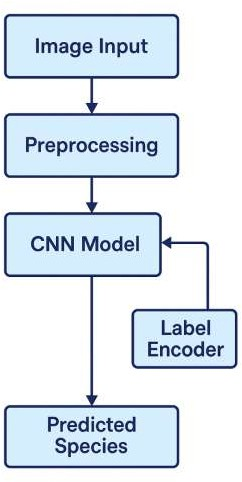 Image Input
Preprocessing
CNN Model
Label
Encoder
Predicted
Species